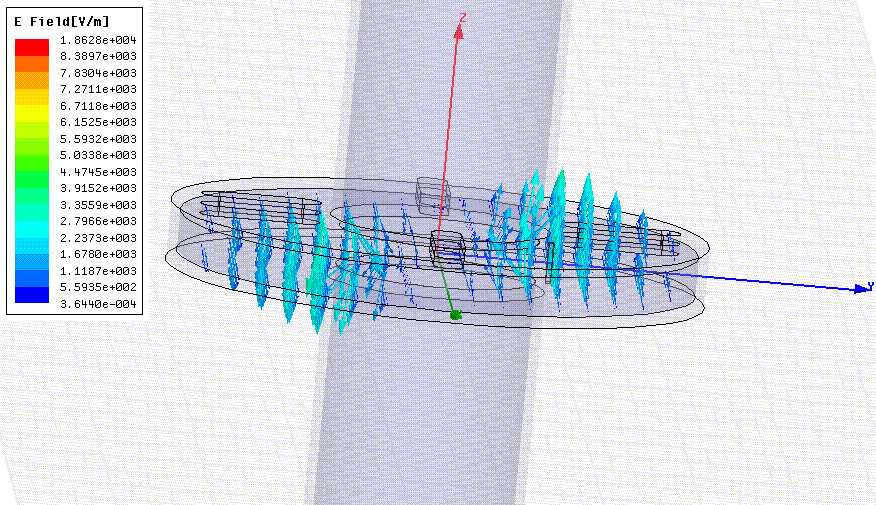 E Field[V/m]
1.8628e+004
8.3897e+003
7.8304e+003
7.2711e+003
6.7118e+003
6.1525e+003
5.5932e+003
5.0338e+003
4.4745e+003
3.9152e+003
3.3559e+003
2.7966e+003
2.2373e+003
1.6780e+003
1.1187e+003
5.5935e+002
3.6440e-004
Z
Y